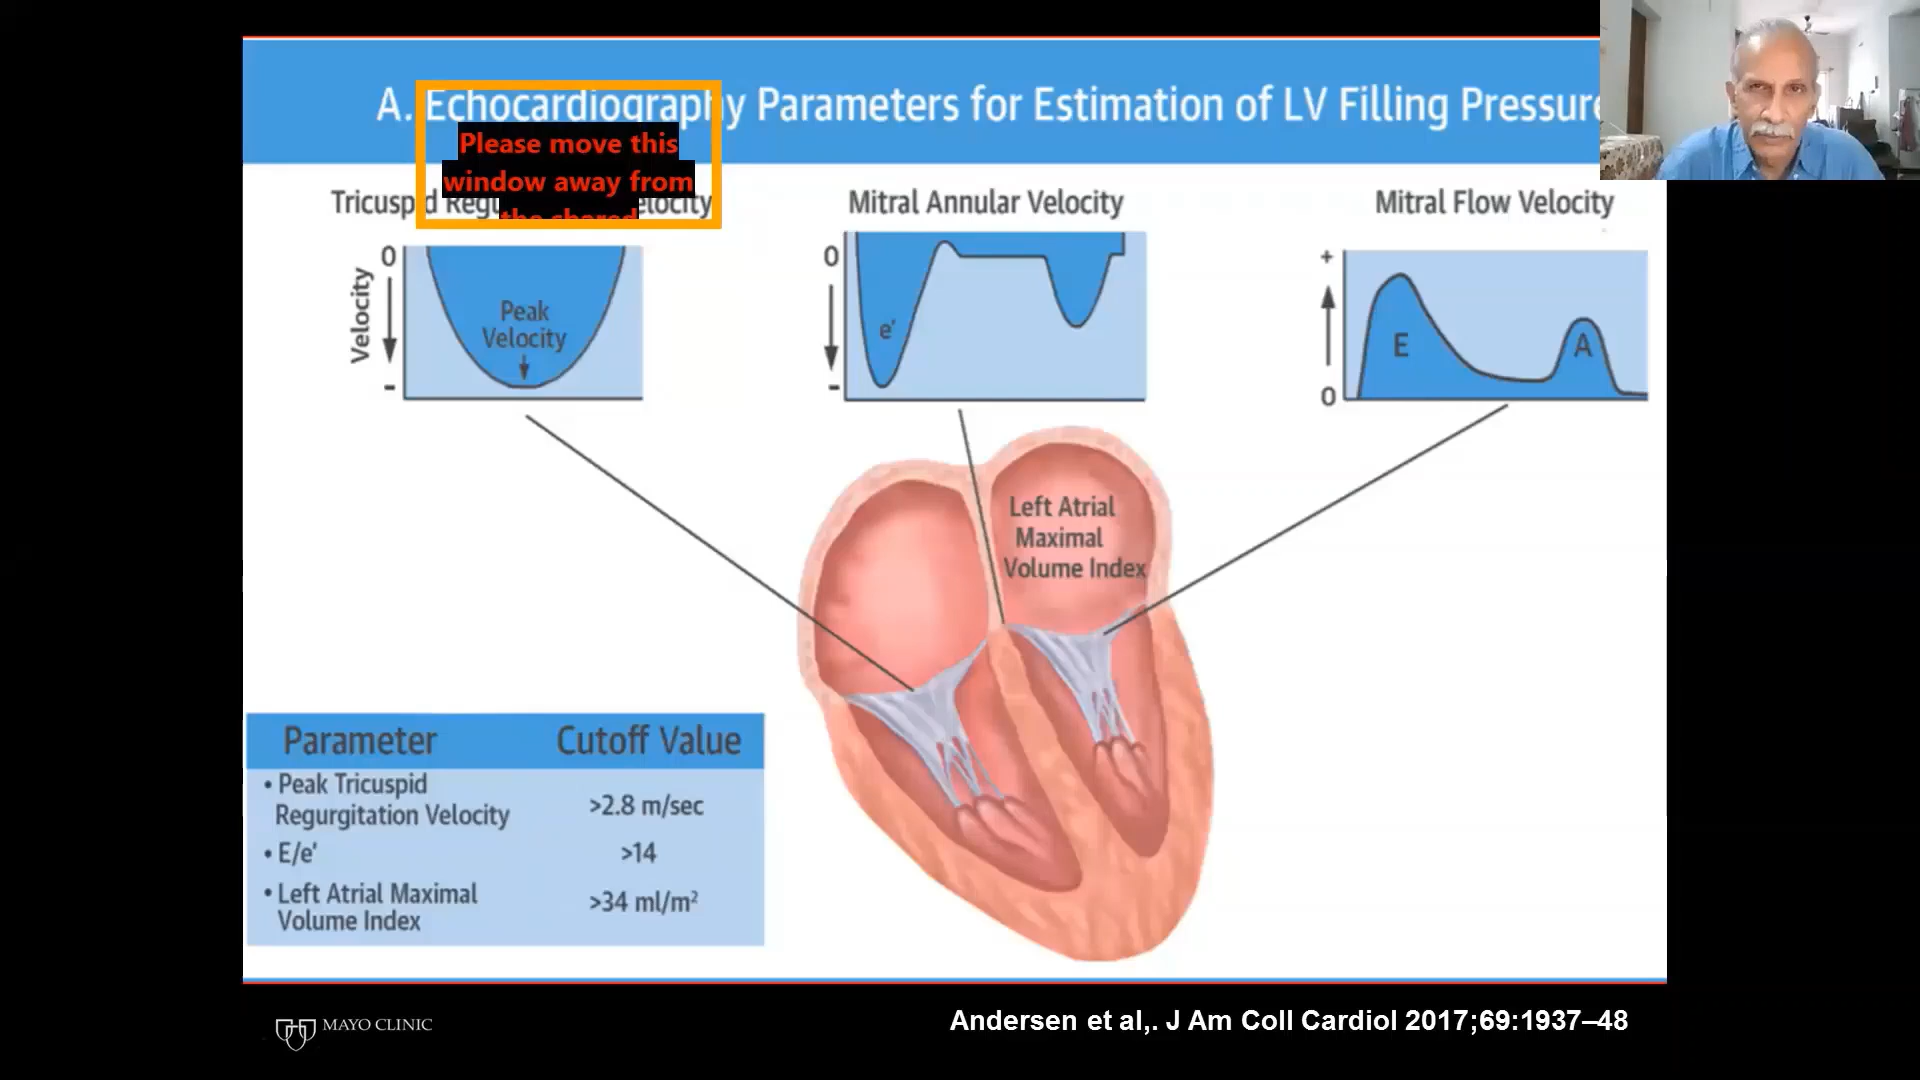 A. Echocardiography Parameters for Estimation of LV Filling Pressure
Please move this
window away from
the shared
Tricuspid Velocity
Mitral Annular Velocity
Mitral Flow Velocity
0
Velocity
-
Peak
Velocity
0
-
e'
+
0
E
A
Left Atrial
Maximal
Volume Index
Parameter Cutoff Value
• Peak Tricuspid
Regurgitation Velocity >2.8 m/sec
• E/e' >14
• Left Atrial Maximal
Volume Index >34 ml/m²
MAYO CLINIC
Andersen et al,. J Am Coll Cardiol 2017;69:1937–48